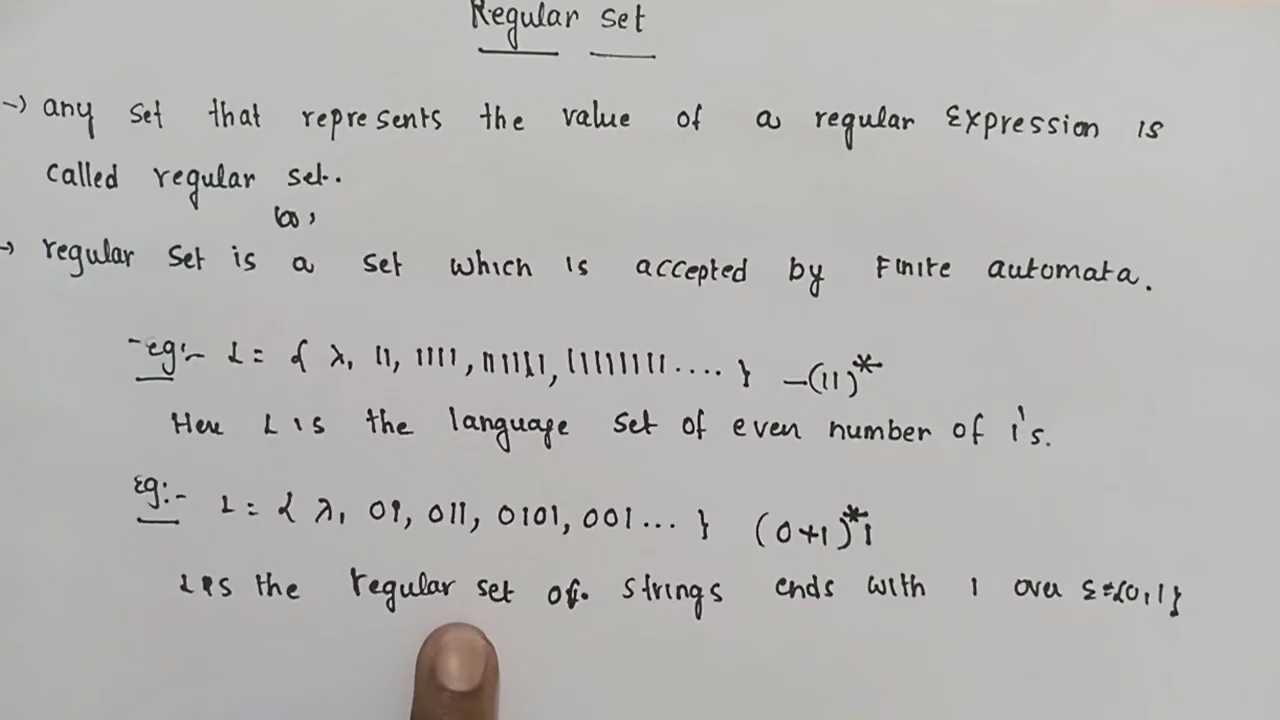 Regular set
→ any set that represents the value of a regular Expression is
called regular set.
→ regular set is a set which is accepted by Finite automata.
- eg:- L = { λ, 11, 1111, 111111, 11111111.... } - (11)*
Here L is the language set of even number of 1's.
Eg:- L = { λ, 01, 011, 0101, 001... } (0+1)*1
L is the regular set of strings ends with 1 over Σ={0,1}